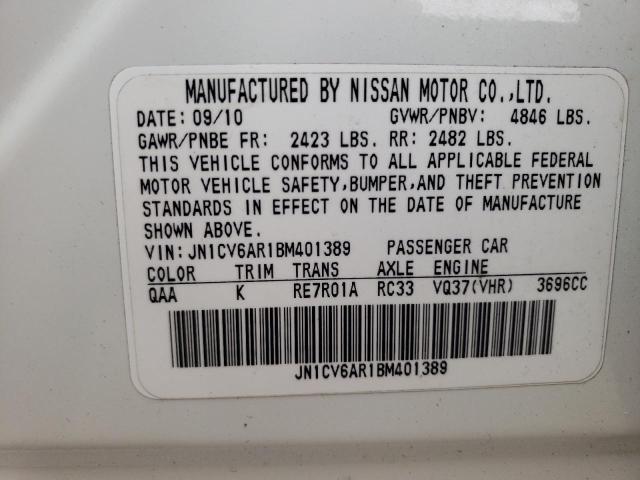 MANUFACTURED BY NISSAN MOTOR CO.,LTD.
DATE: 09/10 GVWR/PNBV: 4846 LBS.
GAWR/PNBE FR: 2423 LBS. RR: 2482 LBS.
THIS VEHICLE CONFORMS TO ALL APPLICABLE FEDERAL
MOTOR VEHICLE SAFETY,BUMPER,AND THEFT PREVENTION
STANDARDS IN EFFECT ON THE DATE OF MANUFACTURE
SHOWN ABOVE.
VIN:JN1CV6AR1BM401389 PASSENGER CAR
COLOR TRIM TRANS AXLE ENGINE
QAA K RE7R01A RC33 VQ37(VHR) 3696CC
JN1CV6AR1BM401389